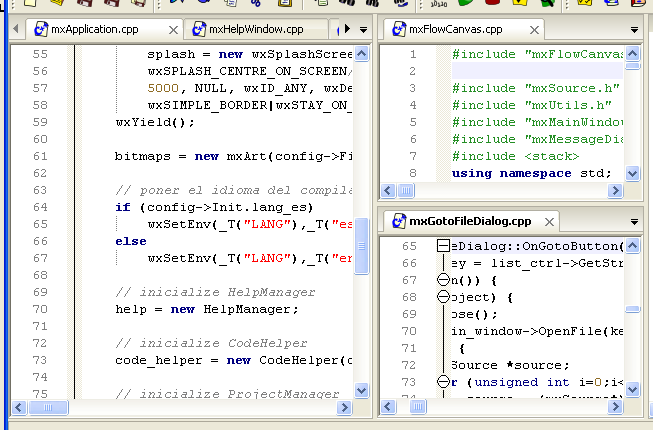 mxApplication.cpp
mxHelpWindow.cpp
55 splash = new wxSplashScree
56 wxSPLASH_CENTRE_ON_SCREEN
57 5000, NULL, wxID_ANY, wxDe
58 wxSIMPLE_BORDER|wxSTAY_ON_
59 wxYield();
60
61 bitmaps = new mxArt(config->Fi
62
63 // poner el idioma del compila
64 if (config->Init.lang_es)
65 wxSetEnv(_T("LANG"),_T("es
66 else
67 wxSetEnv(_T("LANG"),_T("en
68
69 // inicialize HelpManager
70 help = new HelpManager;
71
72 // inicialize CodeHelper
73 code_helper = new CodeHelper(c
74
75 // inicialize ProjectManager
mxFlowCanvas.cpp
1 #include "mxFlowCanvas
2
3 #include "mxSource.h"
4 #include "mxUtils.h"
5 #include "mxMainWindow
6 #include "mxMessageDia
7 #include <stack>
8 using namespace std;
mxGotoFileDialog.cpp
65 eDialog::OnGotoButton(
66 ey = list_ctrl->GetStr
67 n()) {
68 oject) {
69 ose();
70 in_window->OpenFile(ke
71 {
72 Source *source;
73 r (unsigned int i=0;i<
74